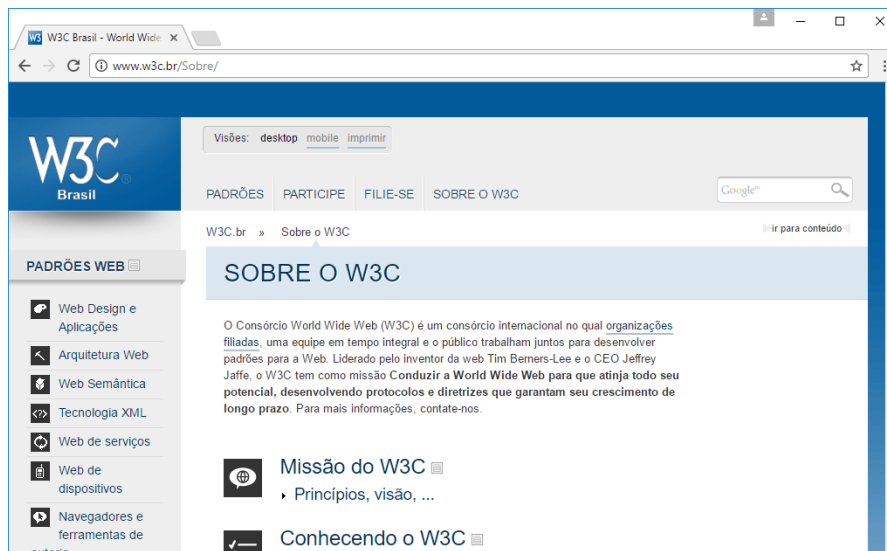 W3C Brasil - World Wide
www.w3c.br/Sobre/
W3C
Brasil
Visões: desktop mobile imprimir
PADRÕES PARTICIPE FILIE-SE SOBRE O W3C
Google™
W3C.br » Sobre o W3C
ir para conteúdo
PADRÕES WEB
Web Design e
Aplicações
Arquitetura Web
Web Semântica
Tecnologia XML
Web de serviços
Web de
dispositivos
Navegadores e
ferramentas de
SOBRE O W3C
O Consórcio World Wide Web (W3C) é um consórcio internacional no qual organizações
filiadas, uma equipe em tempo integral e o público trabalham juntos para desenvolver
padrões para a Web. Liderado pelo inventor da web Tim Berners-Lee e o CEO Jeffrey
Jaffe, o W3C tem como missão Conduzir a World Wide Web para que atinja todo seu
potencial, desenvolvendo protocolos e diretrizes que garantam seu crescimento de
longo prazo. Para mais informações, contate-nos.
Missão do W3C
Princípios, visão, ...
Conhecendo o W3C